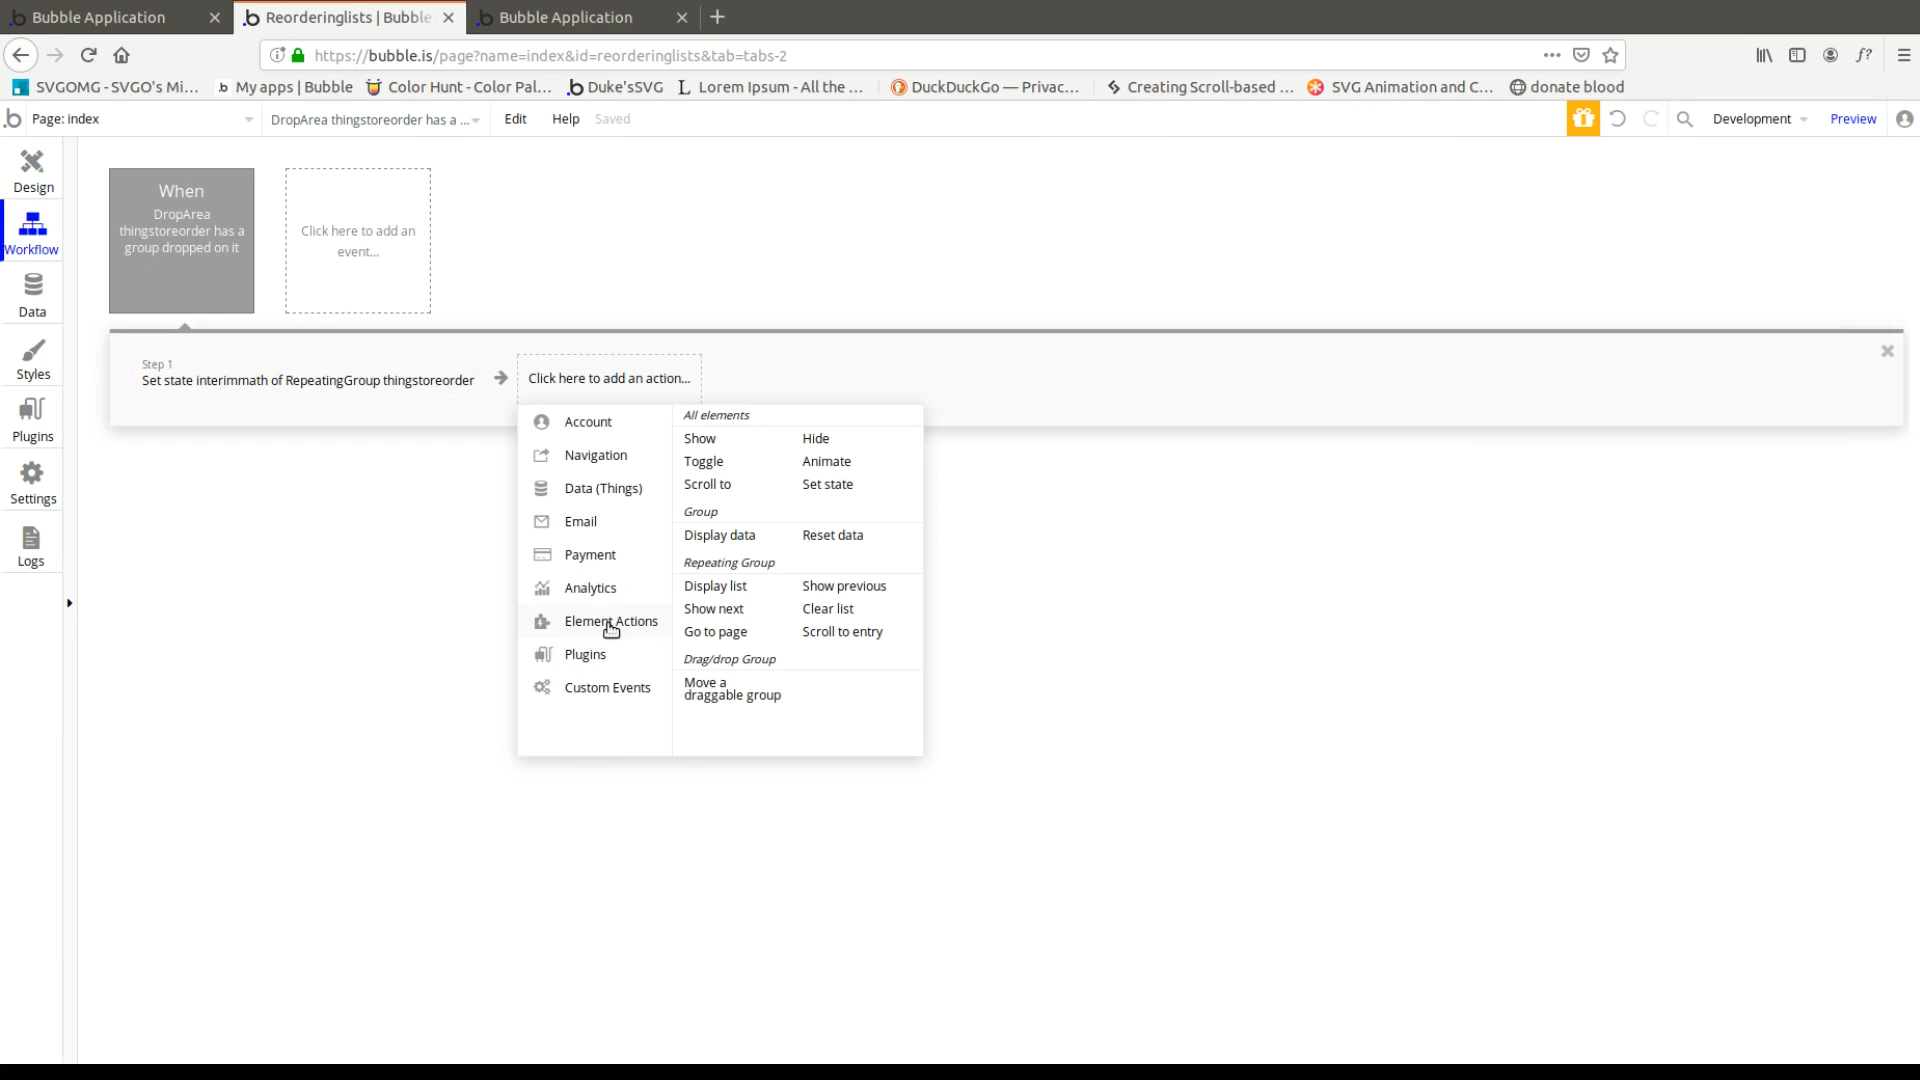 Bubble Application
Reorderinglists | Bubble
Bubble Application
https://bubble.is/page?name=index&id=reorderinglists&tab=tabs-2
SVGOMG - SVGO's Mi...
My apps | Bubble
Color Hunt - Color Pal...
Duke'sSVG
Lorem Ipsum - All the ...
DuckDuckGo — Privac...
Creating Scroll-based ...
SVG Animation and C...
donate blood
Page: index
DropArea thingstoreorder has a ...
Edit
Help
Saved
Development
Preview
Design
Workflow
Data
Styles
Plugins
Settings
Logs
When
DropArea
thingstoreorder has a
group dropped on it
Click here to add an
event...
Step 1
Set state interimmath of RepeatingGroup thingstoreorder
Click here to add an action...
Account
Navigation
Data (Things)
Email
Payment
Analytics
Element Actions
Plugins
Custom Events
All elements
Show
Hide
Toggle
Animate
Scroll to
Set state
Group
Display data
Reset data
Repeating Group
Display list
Show previous
Show next
Clear list
Go to page
Scroll to entry
Drag/drop Group
Move a
draggable group